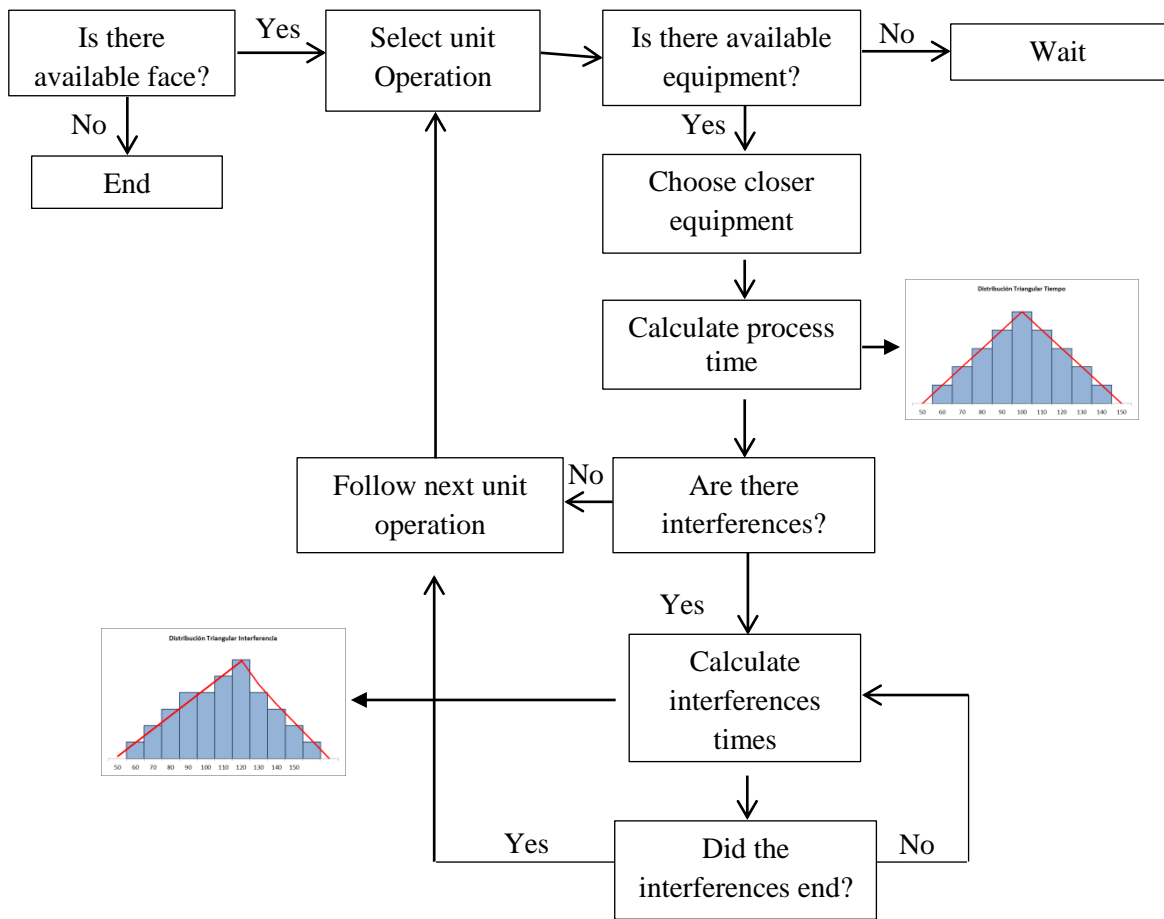 Is there
available face?
Yes
Select unit
Operation
Is there available
equipment?
No
Wait
No
End
Yes
Choose closer
equipment
Calculate process
time
Distribución Triangular Tiempo
50 60 70 80 90 100 110 120 130 140 150
Follow next unit
operation
No
Are there
interferences?
Yes
Distribución Triangular Interferencia
50 60 70 80 90 100 110 120 130 140 150
Calculate
interferences
times
Yes
Did the
interferences end?
No